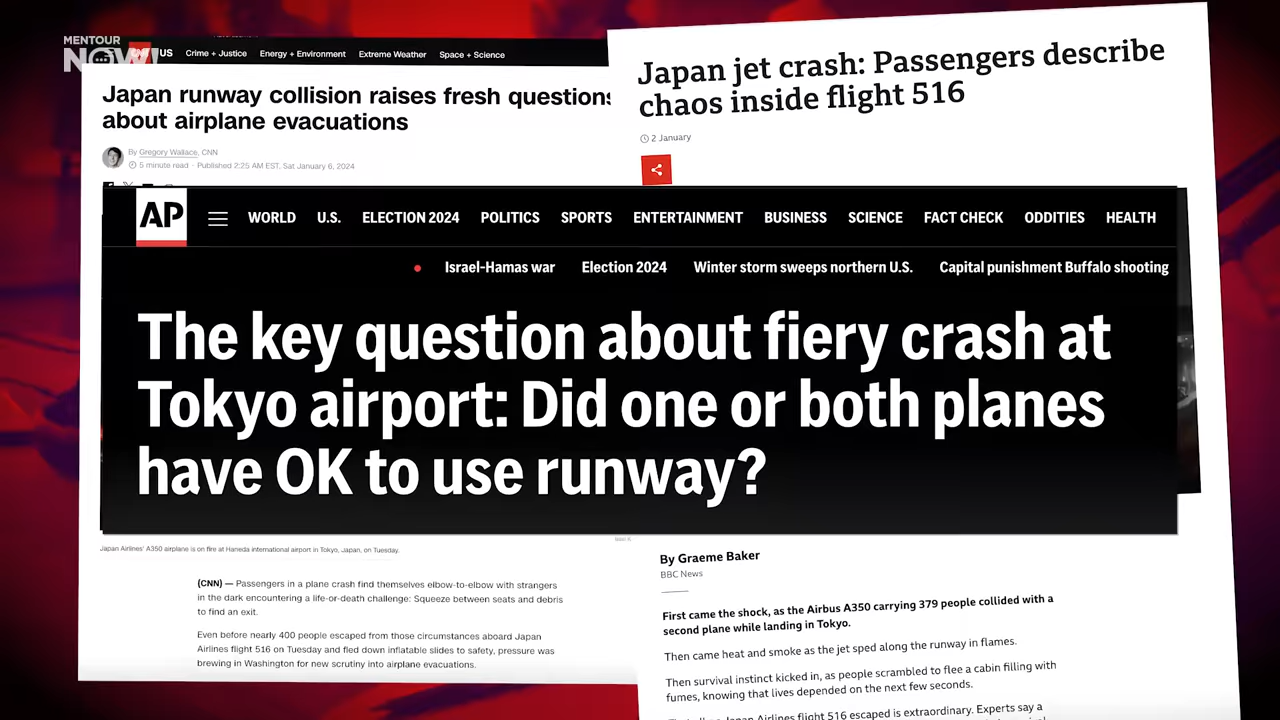 MENTOUR
NOW!
US Crime + Justice Energy + Environment Extreme Weather Space + Science
Japan runway collision raises fresh questions
about airplane evacuations
By Gregory Wallace, CNN
5 minute read · Published 2:25 AM EST, Sat January 6, 2024
Japan jet crash: Passengers describe
chaos inside flight 516
2 January
AP
WORLD U.S. ELECTION 2024 POLITICS SPORTS ENTERTAINMENT BUSINESS SCIENCE FACT CHECK ODDITIES HEALTH
Israel-Hamas war Election 2024 Winter storm sweeps northern U.S. Capital punishment Buffalo shooting
The key question about fiery crash at
Tokyo airport: Did one or both planes
have OK to use runway?
Japan Airlines' A350 airplane is on fire at Haneda international airport in Tokyo, Japan, on Tuesday.
(CNN) — Passengers in a plane crash find themselves elbow-to-elbow with strangers
in the dark encountering a life-or-death challenge: Squeeze between seats and debris
to find an exit.
Even before nearly 400 people escaped from those circumstances aboard Japan
Airlines flight 516 on Tuesday and fled down inflatable slides to safety, pressure was
brewing in Washington for new scrutiny into airplane evacuations.
By Graeme Baker
BBC News
First came the shock, as the Airbus A350 carrying 379 people collided with a
second plane while landing in Tokyo.
Then came heat and smoke as the jet sped along the runway in flames.
Then survival instinct kicked in, as people scrambled to flee a cabin filling with
fumes, knowing that lives depended on the next few seconds.
Japan Airlines flight 516 escaped is extraordinary. Experts say a